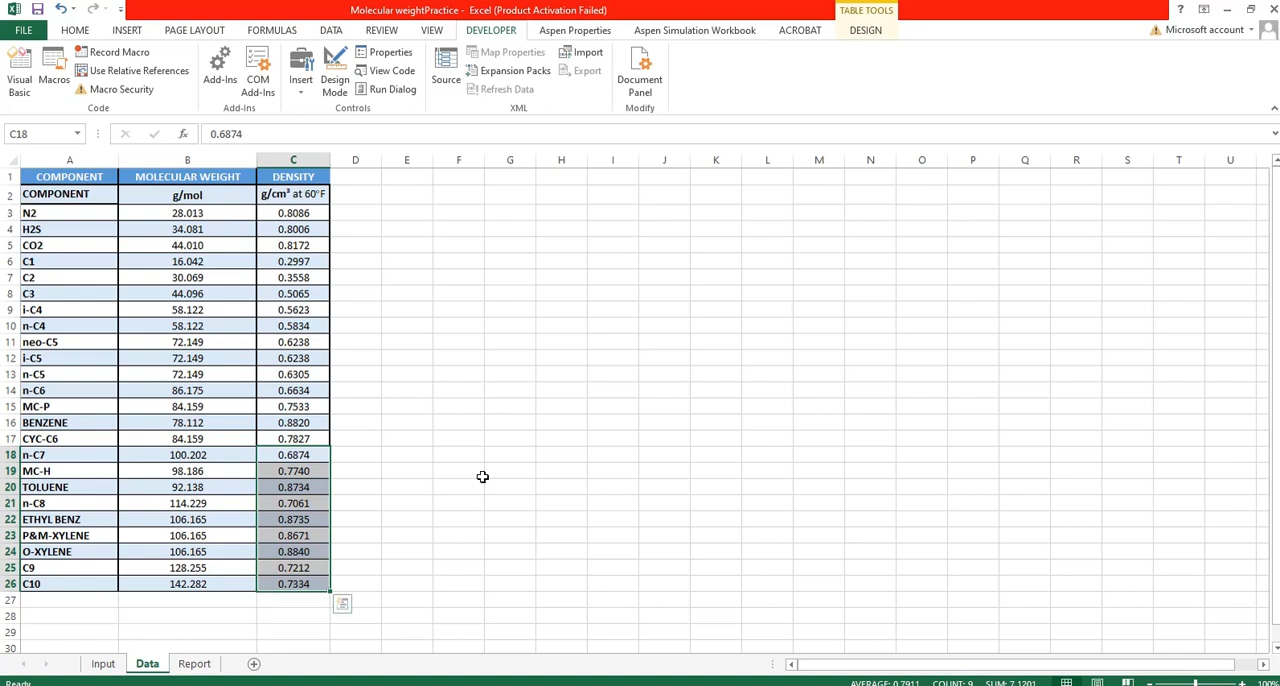 Molecular weightPractice - Excel (Product Activation Failed)
TABLE TOOLS
FILE HOME INSERT PAGE LAYOUT FORMULAS DATA REVIEW VIEW DEVELOPER Aspen Properties Aspen Simulation Workbook ACROBAT DESIGN Microsoft account
Visual Basic
Macros
Record Macro
Use Relative References
Macro Security
Code
Add-Ins
COM Add-Ins
Add-Ins
Insert
Design Mode
Properties
View Code
Run Dialog
Controls
Source
Map Properties
Expansion Packs
Refresh Data
Import
Export
XML
Document Panel
Modify
C18 fx 0.6874
A B C D E F G H I J K L M N O P Q R S T U
1 COMPONENT MOLECULAR WEIGHT DENSITY
2 COMPONENT g/mol g/cm³ at 60°F
3 N2 28.013 0.8086
4 H2S 34.081 0.8006
5 CO2 44.010 0.8172
6 C1 16.042 0.2997
7 C2 30.069 0.3558
8 C3 44.096 0.5065
9 i-C4 58.122 0.5623
10 n-C4 58.122 0.5834
11 neo-C5 72.149 0.6238
12 i-C5 72.149 0.6238
13 n-C5 72.149 0.6305
14 n-C6 86.175 0.6634
15 MC-P 84.159 0.7533
16 BENZENE 78.112 0.8820
17 CYC-C6 84.159 0.7827
18 n-C7 100.202 0.6874
19 MC-H 98.186 0.7740
20 TOLUENE 92.138 0.8734
21 n-C8 114.229 0.7061
22 ETHYL BENZ 106.165 0.8735
23 P&M-XYLENE 106.165 0.8671
24 O-XYLENE 106.165 0.8840
25 C9 128.255 0.7212
26 C10 142.282 0.7334
27
28
29
30
Input Data Report
Ready AVERAGE: 0.7911 COUNT: 9 SUM: 7.1201 100%